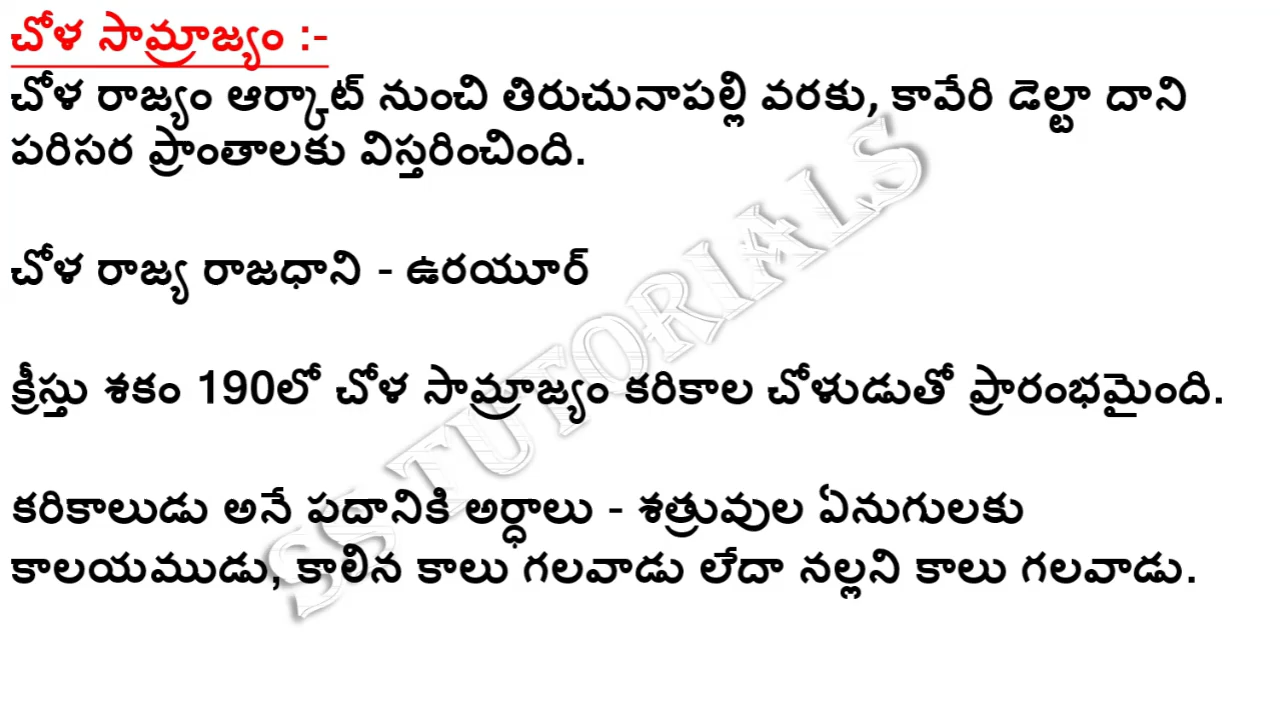 చోళ సామ్రాజ్యం :-
చోళ రాజ్యం ఆర్కాట్ నుంచి తిరుచునాపల్లి వరకు, కావేరి డెల్టా దాని
పరిసర ప్రాంతాలకు విస్తరించింది.
చోళ రాజ్య రాజధాని - ఉరయూర్
క్రీస్తు శకం 190లో చోళ సామ్రాజ్యం కరికాల చోళుడుతో ప్రారంభమైంది.
కరికాలుడు అనే పదానికి అర్ధాలు - శత్రువుల ఏనుగులకు
కాలయముడు, కాలిన కాలు గలవాడు లేదా నల్లని కాలు గలవాడు.
SS TUTORIALS